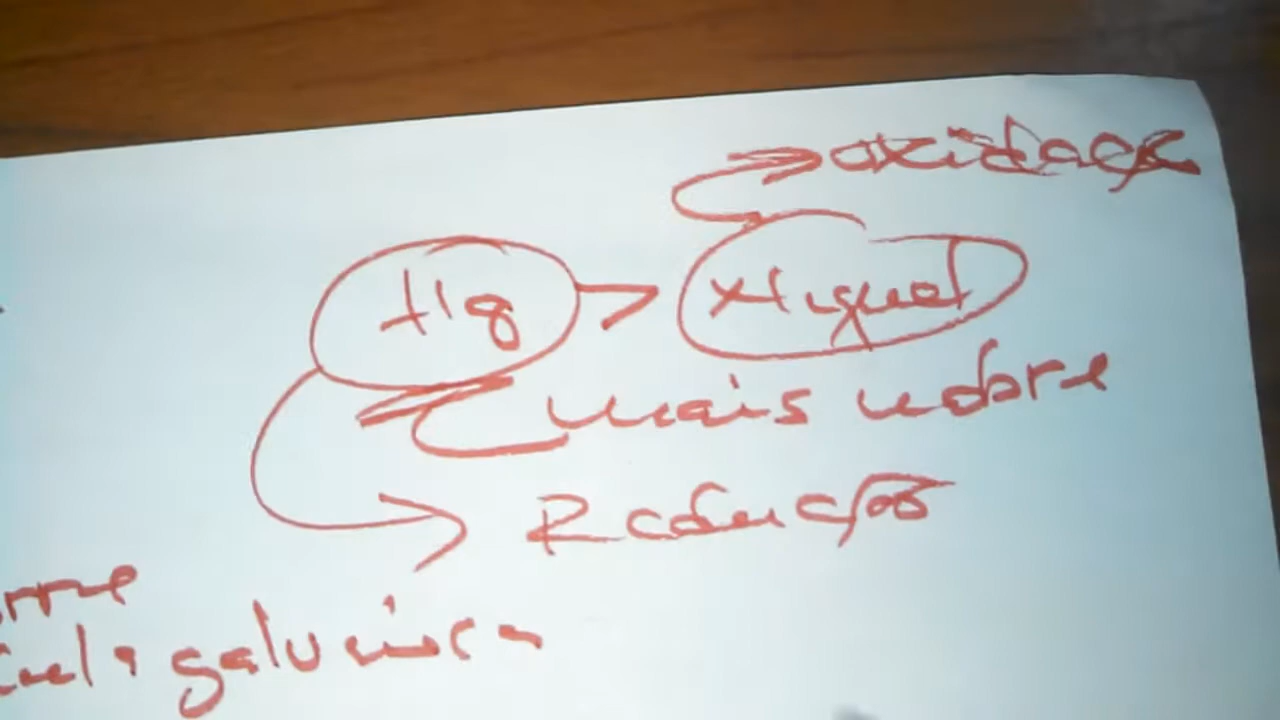 oxidação
Hg > Níquel
mais nobre
Redução
galvânica